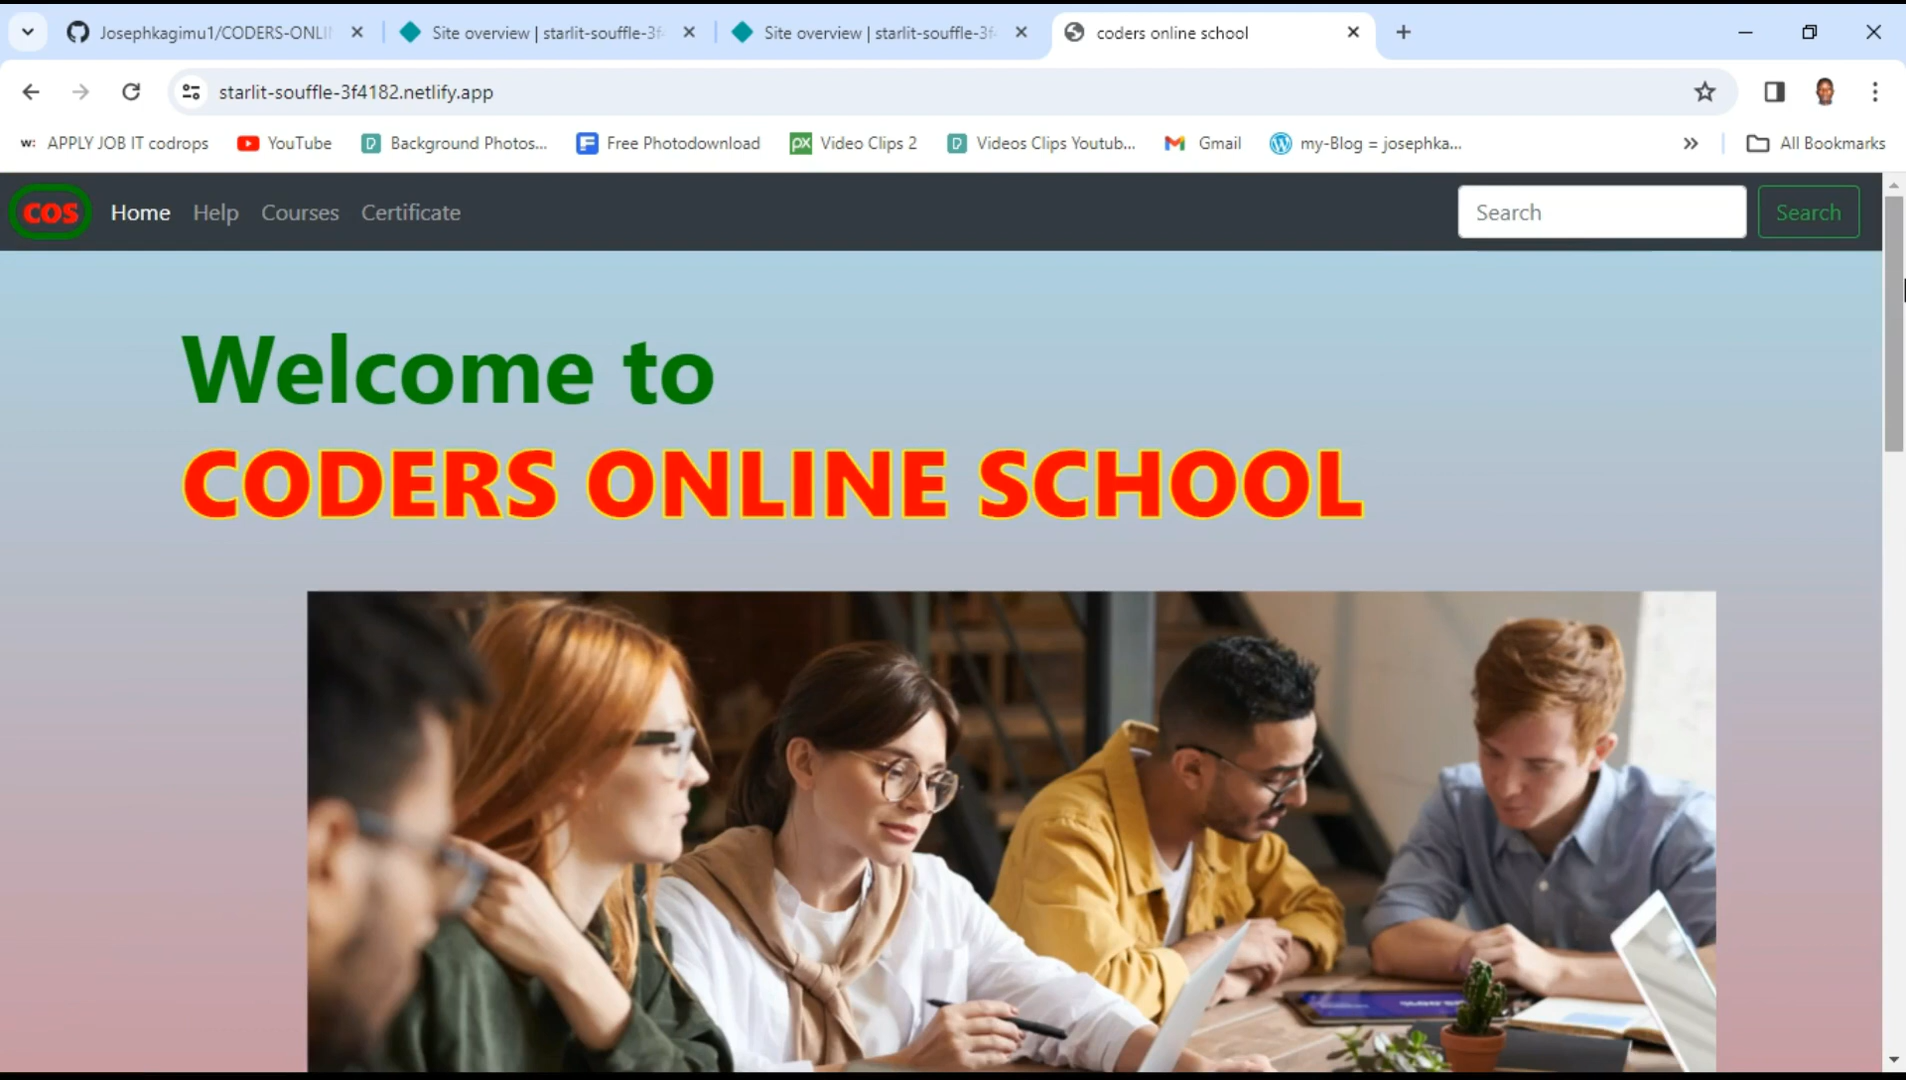 Josephkagimu1/CODERS-ONLI
Site overview | starlit-souffle-3f
Site overview | starlit-souffle-3f
coders online school
starlit-souffle-3f4182.netlify.app
w: APPLY JOB IT codrops
YouTube
Background Photos...
Free Photodownload
PX Video Clips 2
Videos Clips Youtub...
Gmail
my-Blog = josephka...
All Bookmarks
COS Home Help Courses Certificate
Search Search
Welcome to
CODERS ONLINE SCHOOL